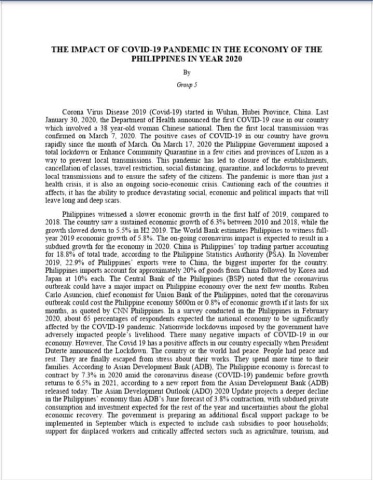 THE IMPACT OF COVID-19 PANDEMIC IN THE ECONOMY OF THE
PHILIPPINES IN YEAR 2020
By
Group 5
Corona Virus Disease 2019 (Covid-19) started in Wuhan, Hubei Province, China. Last
January 30, 2020, the Department of Health announced the first COVID case in our country
which involved a 38 year-old woman Chinese national. Then the first local transmission was
confirmed on March 7, 2020. The positive cases of COVID-19 in our country have grown
rapidly since the month of March. On March 17, 2020 the Philippine Government imposed a
total lockdown or Enhance Community Quarantine in a few cities and provinces of Luzon as a
way to prevent local transmissions. This pandemic has led to closure of the establishments,
cancellation of classes, travel restriction, social distancing, quarantine, and lockdowns to prevent
local transmissions and to ensure the safety of the citizens. The pandemic is more than just a
health crisis, it is also an ongoing socio-economic crisis. Cautioning each of the countries it
affects, it has the ability to produce devastating social, economic and political impacts that will
leave long and deep scars.
Philippines witnessed a slower economic growth in the first half of 2019, compared to
2018. The country saw a sustained growth of 6.3% between 2010 and 2018, while the
growth slowed down to 5.5% in H2 2019. The World Bank estimates Philippines to witness full-
year 2019 economic growth of 5.8%. The on-going coronavirus impact is expected to result in a
subdued growth for the economy in 2020. China is Philippines' top trading partner accounting
for 18.8% of total trade, according to the Philippine Statistics Authority (PSA). In November
2019, 22.9% of Philippines' exports were to China, the biggest importer for the country.
Philippines imports account for approximately 20% of goods from China followed by Korea and
Japan at 10% each. The Central Bank of the Philippines (BSP) noted that the coronavirus
outbreak could have a major impact on Philippine economy over the next few months. Ruben
Carlo Asuncion, chief economist for Union Bank of the Philippines, noted that the coronavirus
outbreak could cost the Philippine economy $600m or 0.8% of economic growth if it lasts for six
months, as quoted by CNN Philippines. In a survey conducted in the Philippines in February
2020, about 65 percentages of respondents expected the national economy to be significantly
affected by the COVID-19 pandemic. Nationwide lockdowns imposed by the government have
adversely impacted people's livelihood. There many negative impacts of COVID-19 in our
economy. However, The Covid 19 has a positive affects in our country especially when President
Duterte announced the Lockdown. The country or the world had peace. People had peace and
rest. They are finally escaped from stress about their works. They spend more time to their
families. According to Asian Development Bank (ADB), The Philippine economy is forecast to
contract by 7.3% in 2020 amid the coronavirus disease (COVID-19) pandemic before growth
returns to 6.5% in 2021, according to a new report from the Asian Development Bank (ADB)
released today. The Asian Development Outlook (ADO) 2020 Update projects a deeper decline
in the Philippines' economy than ADB's June forecast of 3.8% contraction, with subdued private
consumption and investment expected for the rest of the year and uncertainties about the global
economic recovery. The government is preparing an additional fiscal support package to be
implemented in September which is expected to include cash subsidies to poor households;
support for displaced workers and critically affected sectors such as agriculture, tourism, and